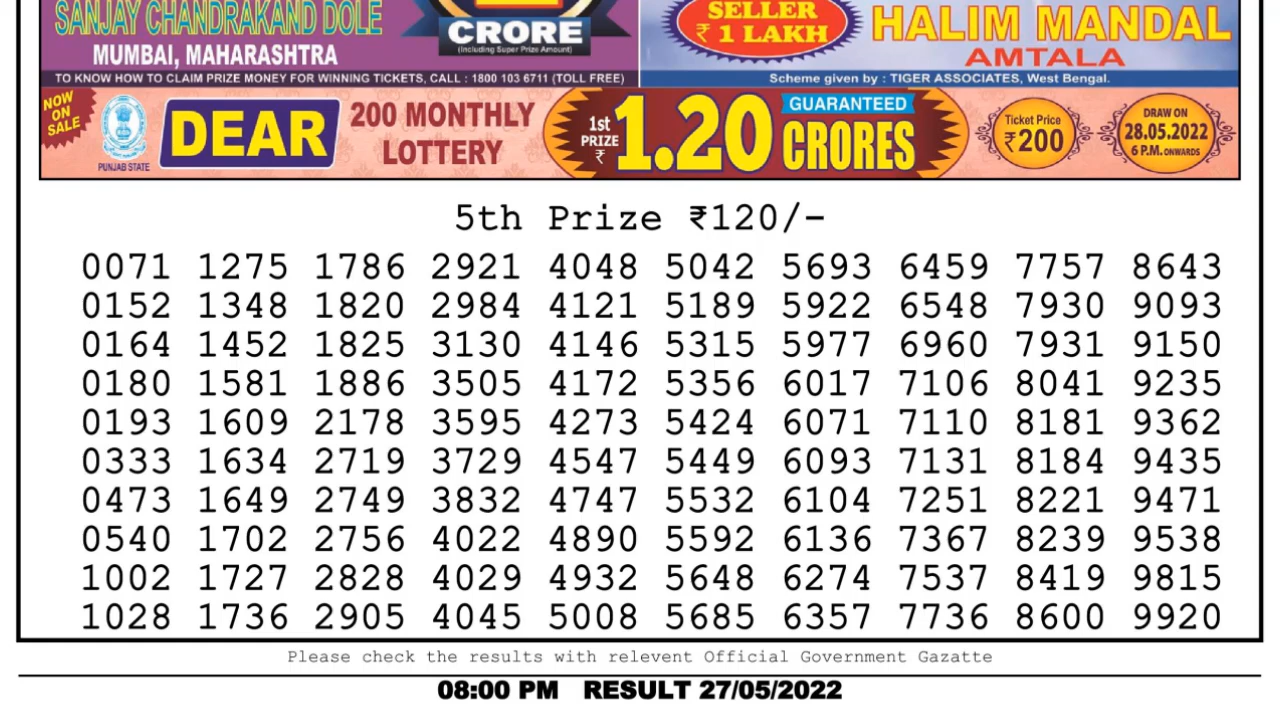 SANJAY CHANDRAKAND DOLE
MUMBAI, MAHARASHTRA
CRORE
(Including Super Prize Amount)
SELLER
₹ 1 LAKH
HALIM MANDAL
AMTALA
TO KNOW HOW TO CLAIM PRIZE MONEY FOR WINNING TICKETS, CALL : 1800 103 6711 (TOLL FREE)
Scheme given by : TIGER ASSOCIATES, West Bengal.
NOW
ON
SALE
PUNJAB STATE
DEAR
200 MONTHLY
LOTTERY
1st
PRIZE
₹
1.20
GUARANTEED
CRORES
Ticket Price
₹200
DRAW ON
28.05.2022
6 P.M. ONWARDS
5th Prize ₹120/-
0071 1275 1786 2921 4048 5042 5693 6459 7757 8643
0152 1348 1820 2984 4121 5189 5922 6548 7930 9093
0164 1452 1825 3130 4146 5315 5977 6960 7931 9150
0180 1581 1886 3505 4172 5356 6017 7106 8041 9235
0193 1609 2178 3595 4273 5424 6071 7110 8181 9362
0333 1634 2719 3729 4547 5449 6093 7131 8184 9435
0473 1649 2749 3832 4747 5532 6104 7251 8221 9471
0540 1702 2756 4022 4890 5592 6136 7367 8239 9538
1002 1727 2828 4029 4932 5648 6274 7537 8419 9815
1028 1736 2905 4045 5008 5685 6357 7736 8600 9920
Please check the results with relevent Official Government Gazatte
08:00 PM RESULT 27/05/2022